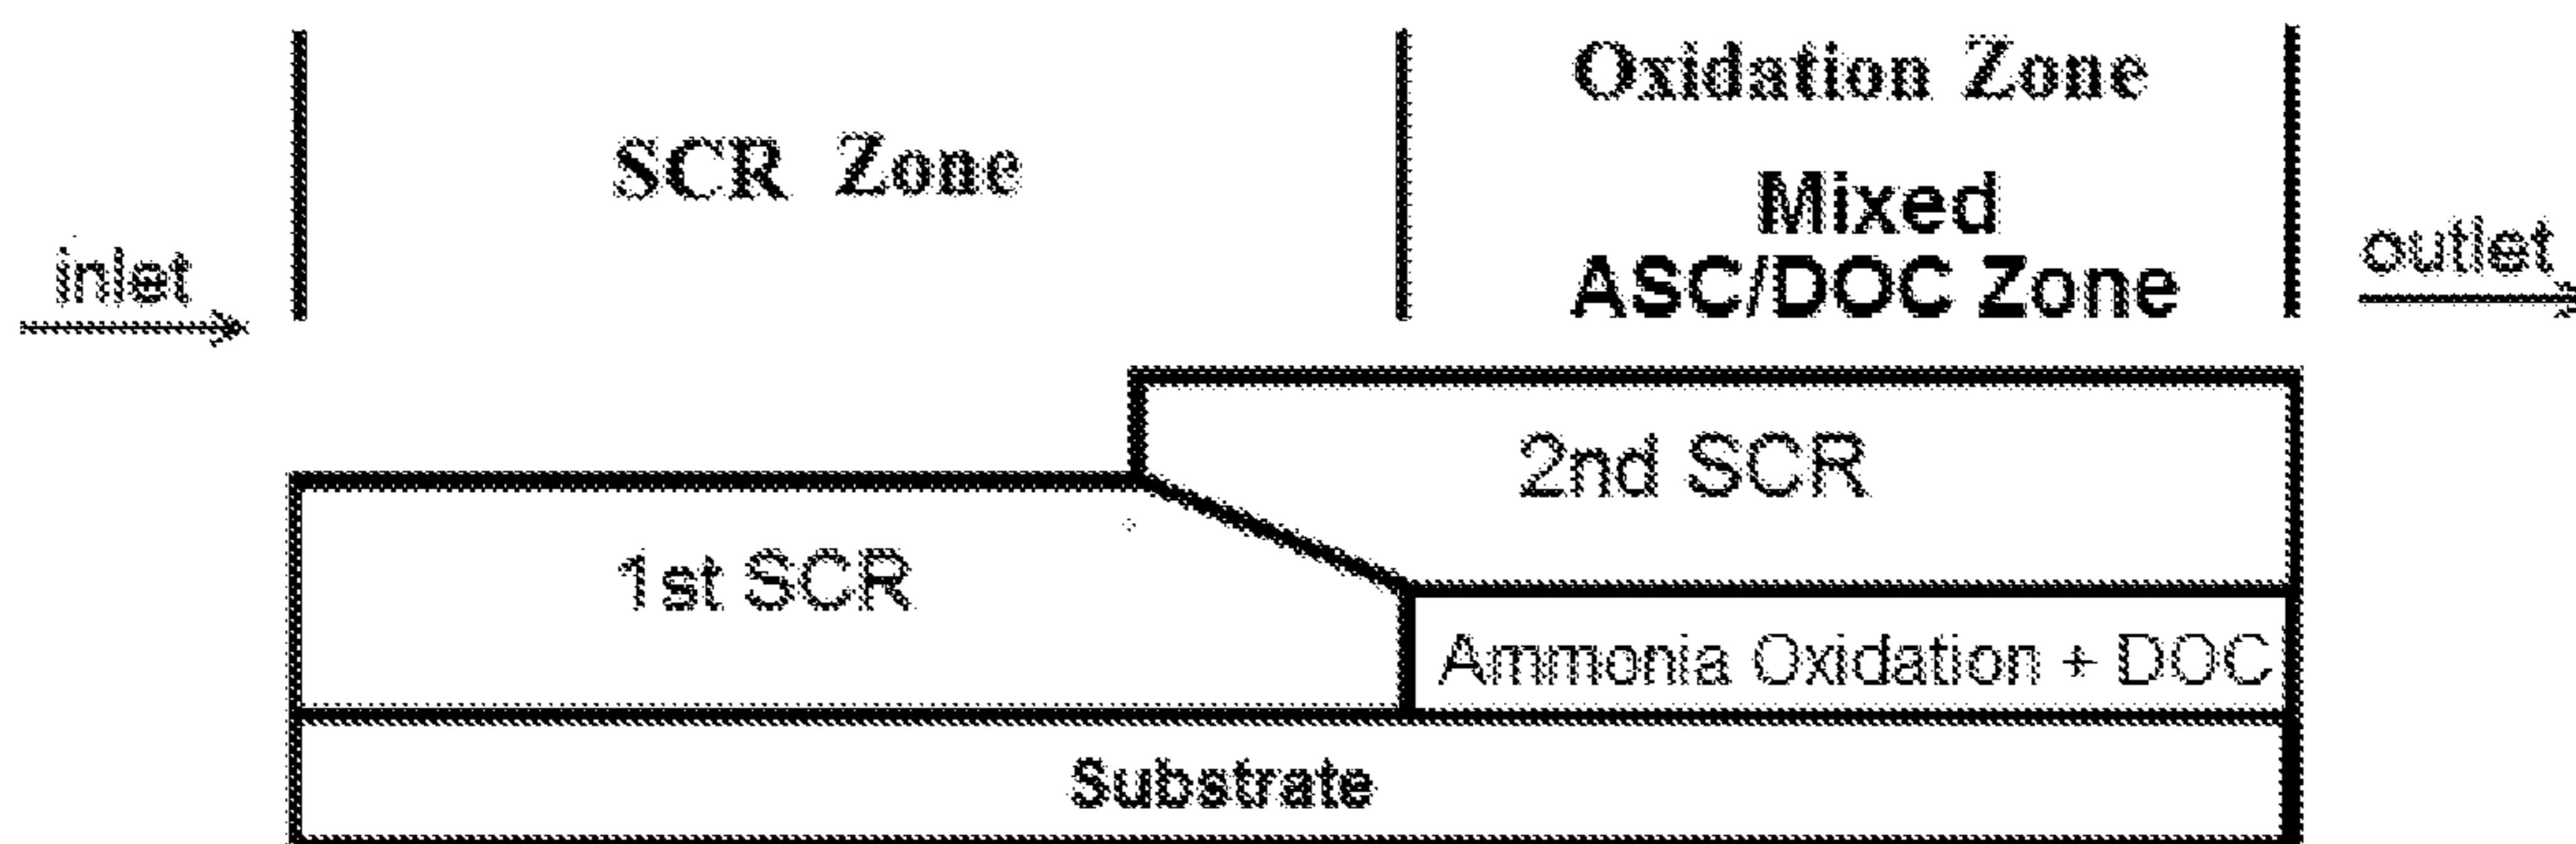 Oxidation Zone
SCR Zone
Mixed
ASC/DOC Zone
inlet
outlet
2nd SCR
1st SCR
Ammonia Oxidation + DOC
Substrate